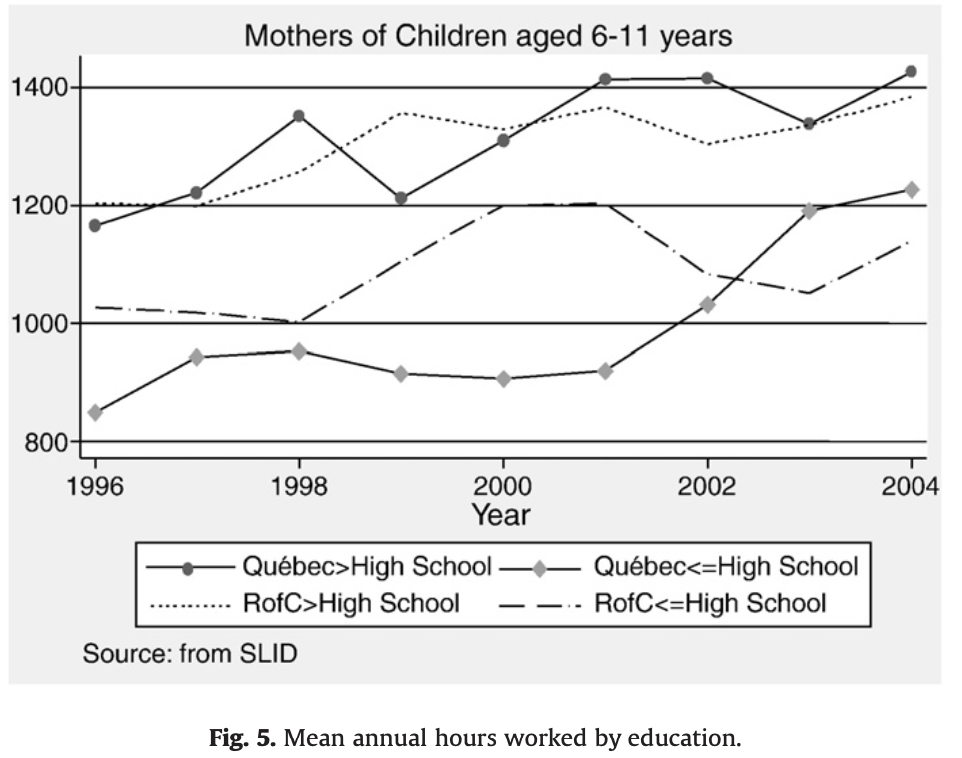 Mothers of Children aged 6-11 years
1400
1200
1000
800
1996 1998 2000 2002 2004
Year
Québec>High School Québec<=High School
RofC>High School RofC<=High School
Source: from SLID
Fig. 5. Mean annual hours worked by education.